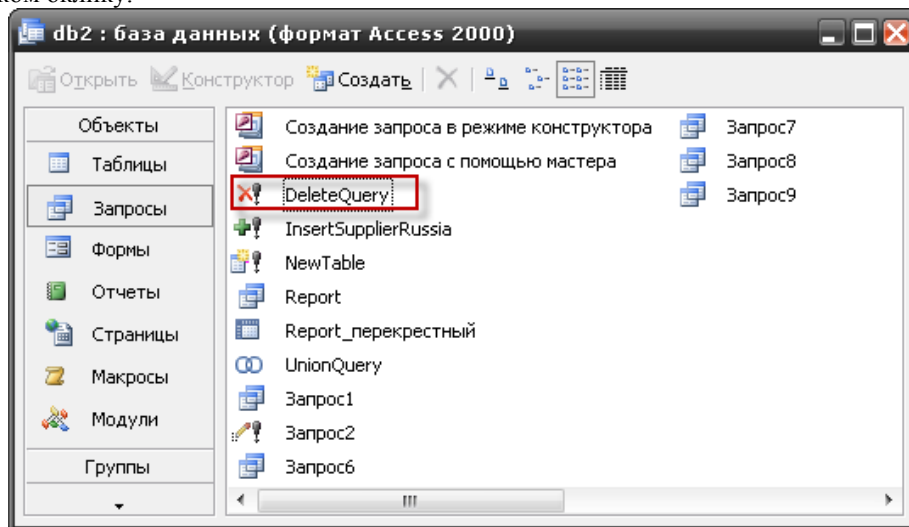 db2 : база данных (формат Access 2000)
Открыть Конструктор Создать
Объекты
Таблицы
Запросы
Формы
Отчеты
Страницы
Макросы
Модули
Группы
Создание запроса в режиме конструктора
Создание запроса с помощью мастера
DeleteQuery
InsertSupplierRussia
NewTable
Report
Report_перекрестный
UnionQuery
Запрос1
Запрос2
Запрос6
Запрос7
Запрос8
Запрос9